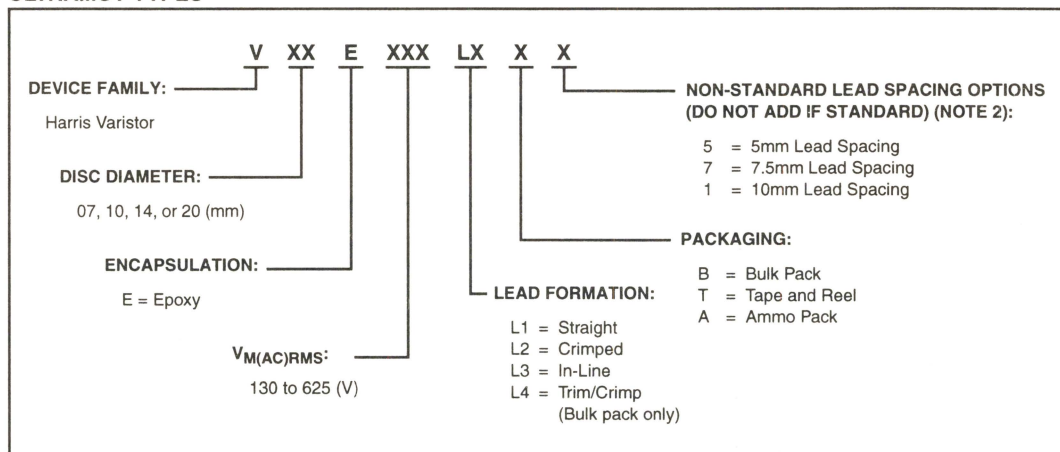 V XX E XXX LX X X
DEVICE FAMILY:
Harris Varistor
DISC DIAMETER:
07, 10, 14, or 20 (mm)
ENCAPSULATION:
E = Epoxy
VM(AC)RMS:
130 to 625 (V)
LEAD FORMATION:
L1 = Straight
L2 = Crimped
L3 = In-Line
L4 = Trim/Crimp
(Bulk pack only)
PACKAGING:
B = Bulk Pack
T = Tape and Reel
A = Ammo Pack
NON-STANDARD LEAD SPACING OPTIONS
(DO NOT ADD IF STANDARD) (NOTE 2):
5 = 5mm Lead Spacing
7 = 7.5mm Lead Spacing
1 = 10mm Lead Spacing